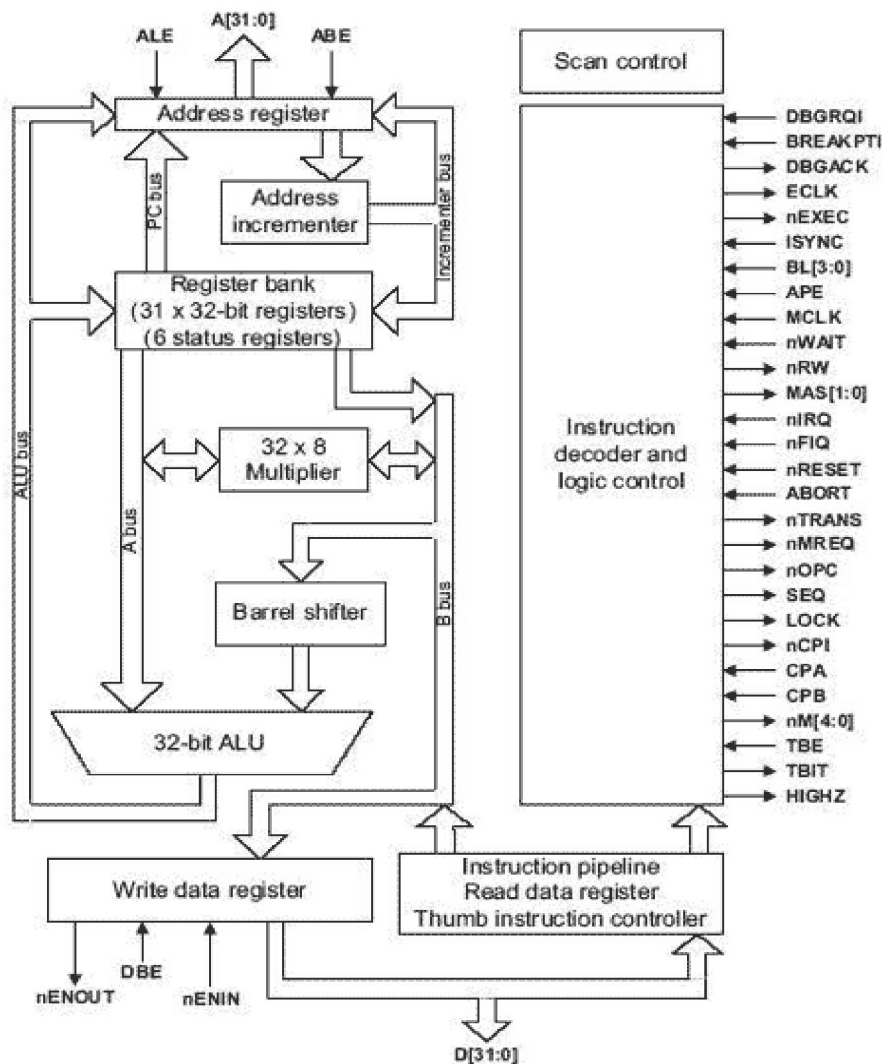 A[31:0]
ALE
ABE
Address register
PC bus
Address
incrementer
Incrementer bus
Register bank
(31 x 32-bit registers)
(6 status registers)
ALU bus
A bus
32 x 8
Multiplier
B bus
Barrel shifter
32-bit ALU
Write data register
nENOUT
DBE
nENIN
Instruction pipeline
Read data register
Thumb instruction controller
D[31:0]
Scan control
Instruction
decoder and
logic control
DBGRQI
BREAKPTI
DBGACK
ECLK
nEXEC
ISYNC
BL[3:0]
APE
MCLK
nWAIT
nRW
MAS[1:0]
nIRQ
nFIQ
nRESET
ABORT
nTRANS
nMREQ
nOPC
SEQ
LOCK
nCPI
CPA
CPB
nM[4:0]
TBE
TBIT
HIGHZ